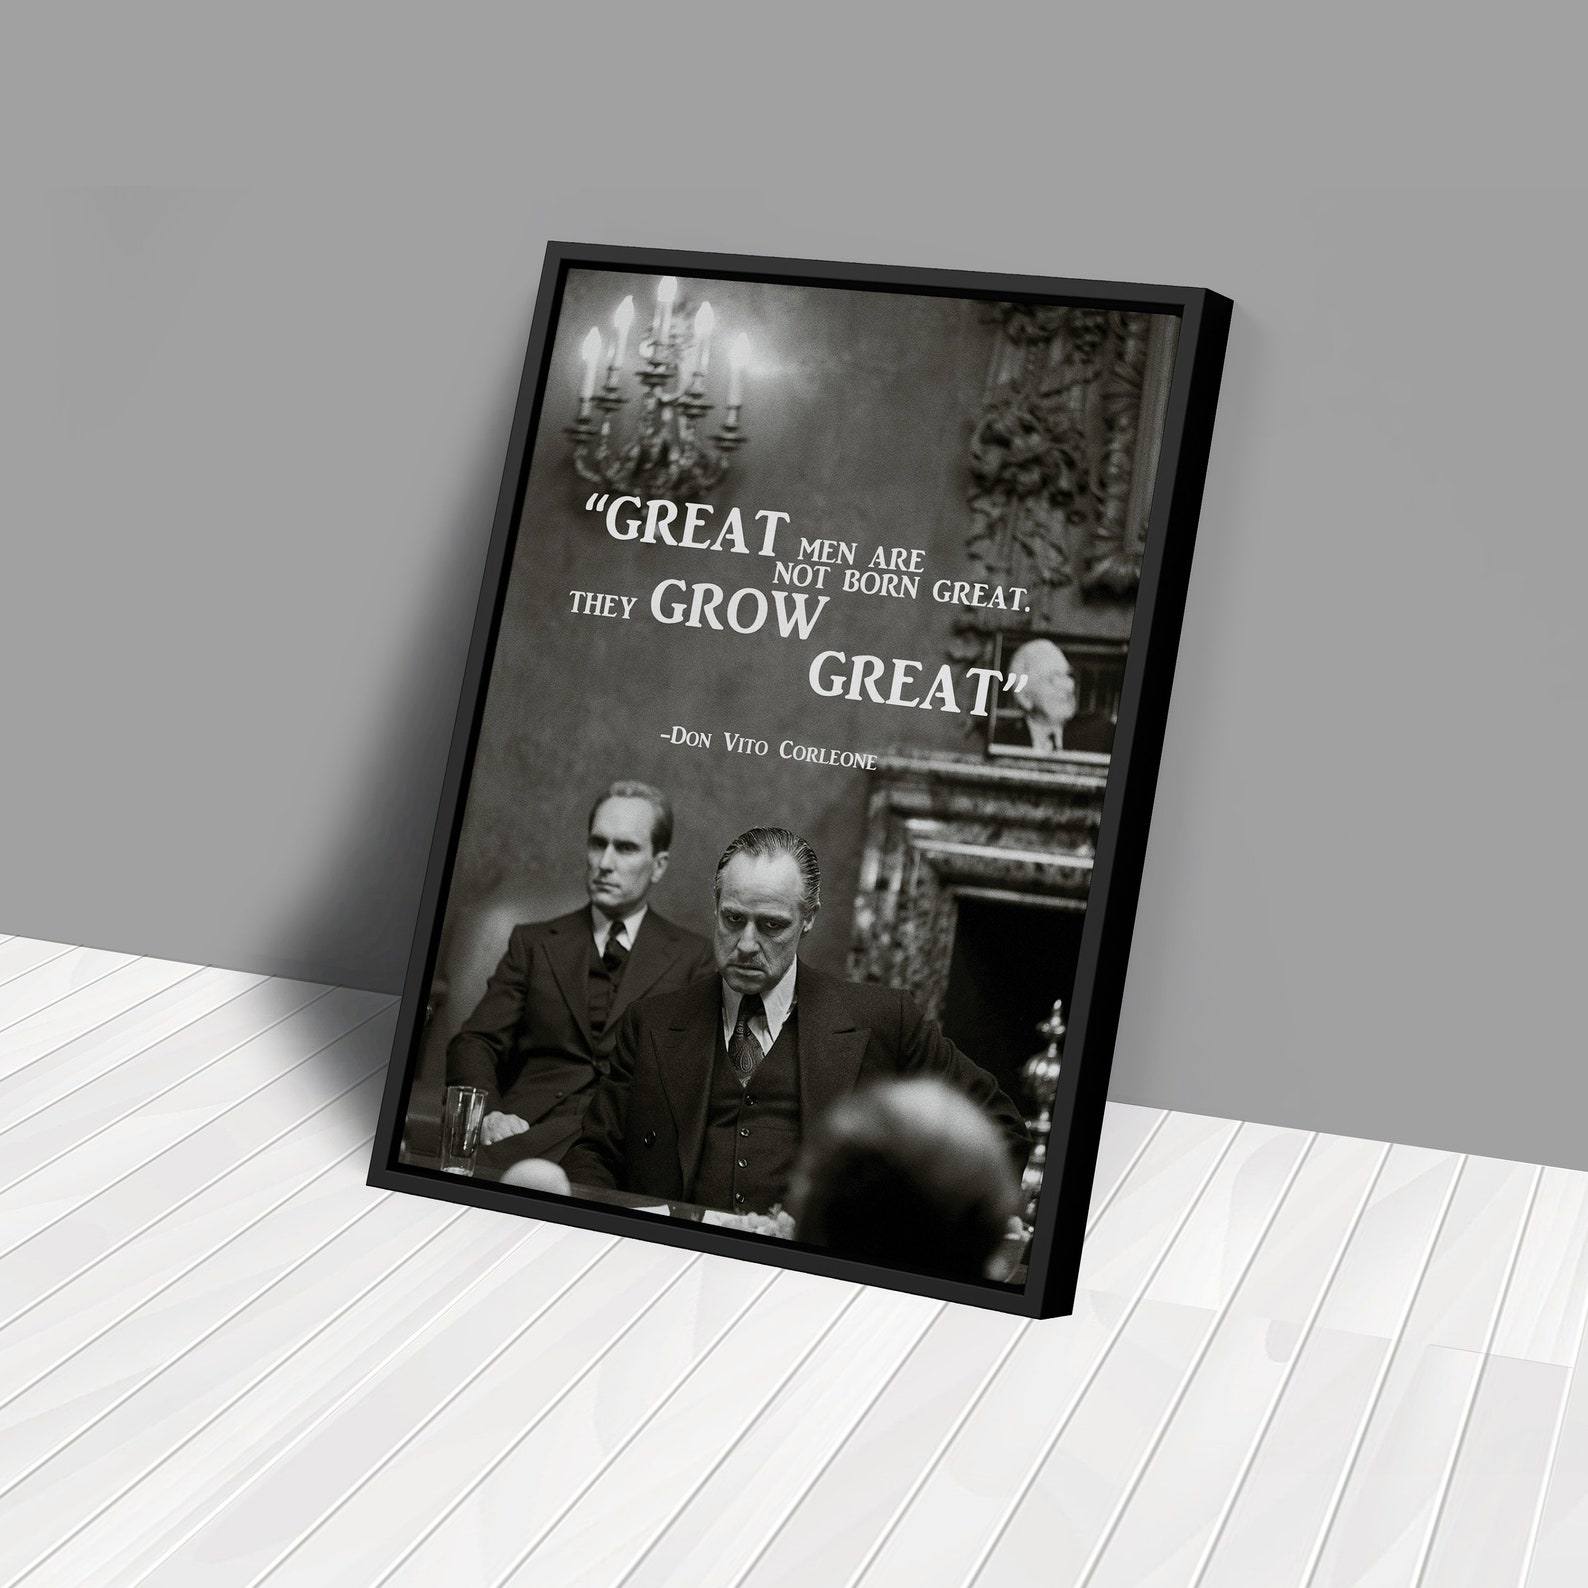 “GREAT MEN ARE
NOT BORN GREAT.
THEY GROW
GREAT”
-DON VITO CORLEONE